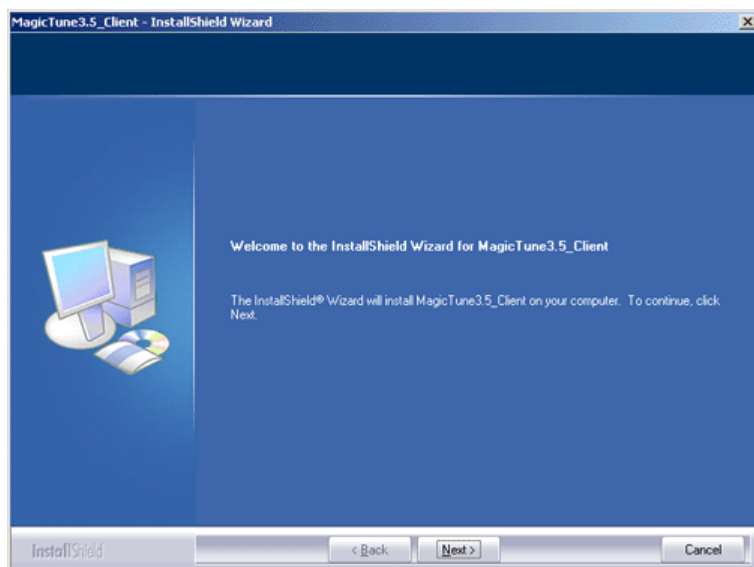 MagicTune3.5_Client - InstallShield Wizard
Welcome to the InstallShield Wizard for MagicTune3.5_Client
The InstallShield® Wizard will install MagicTune3.5_Client on your computer. To continue, click
Next.
InstallShield
< Back
Next >
Cancel